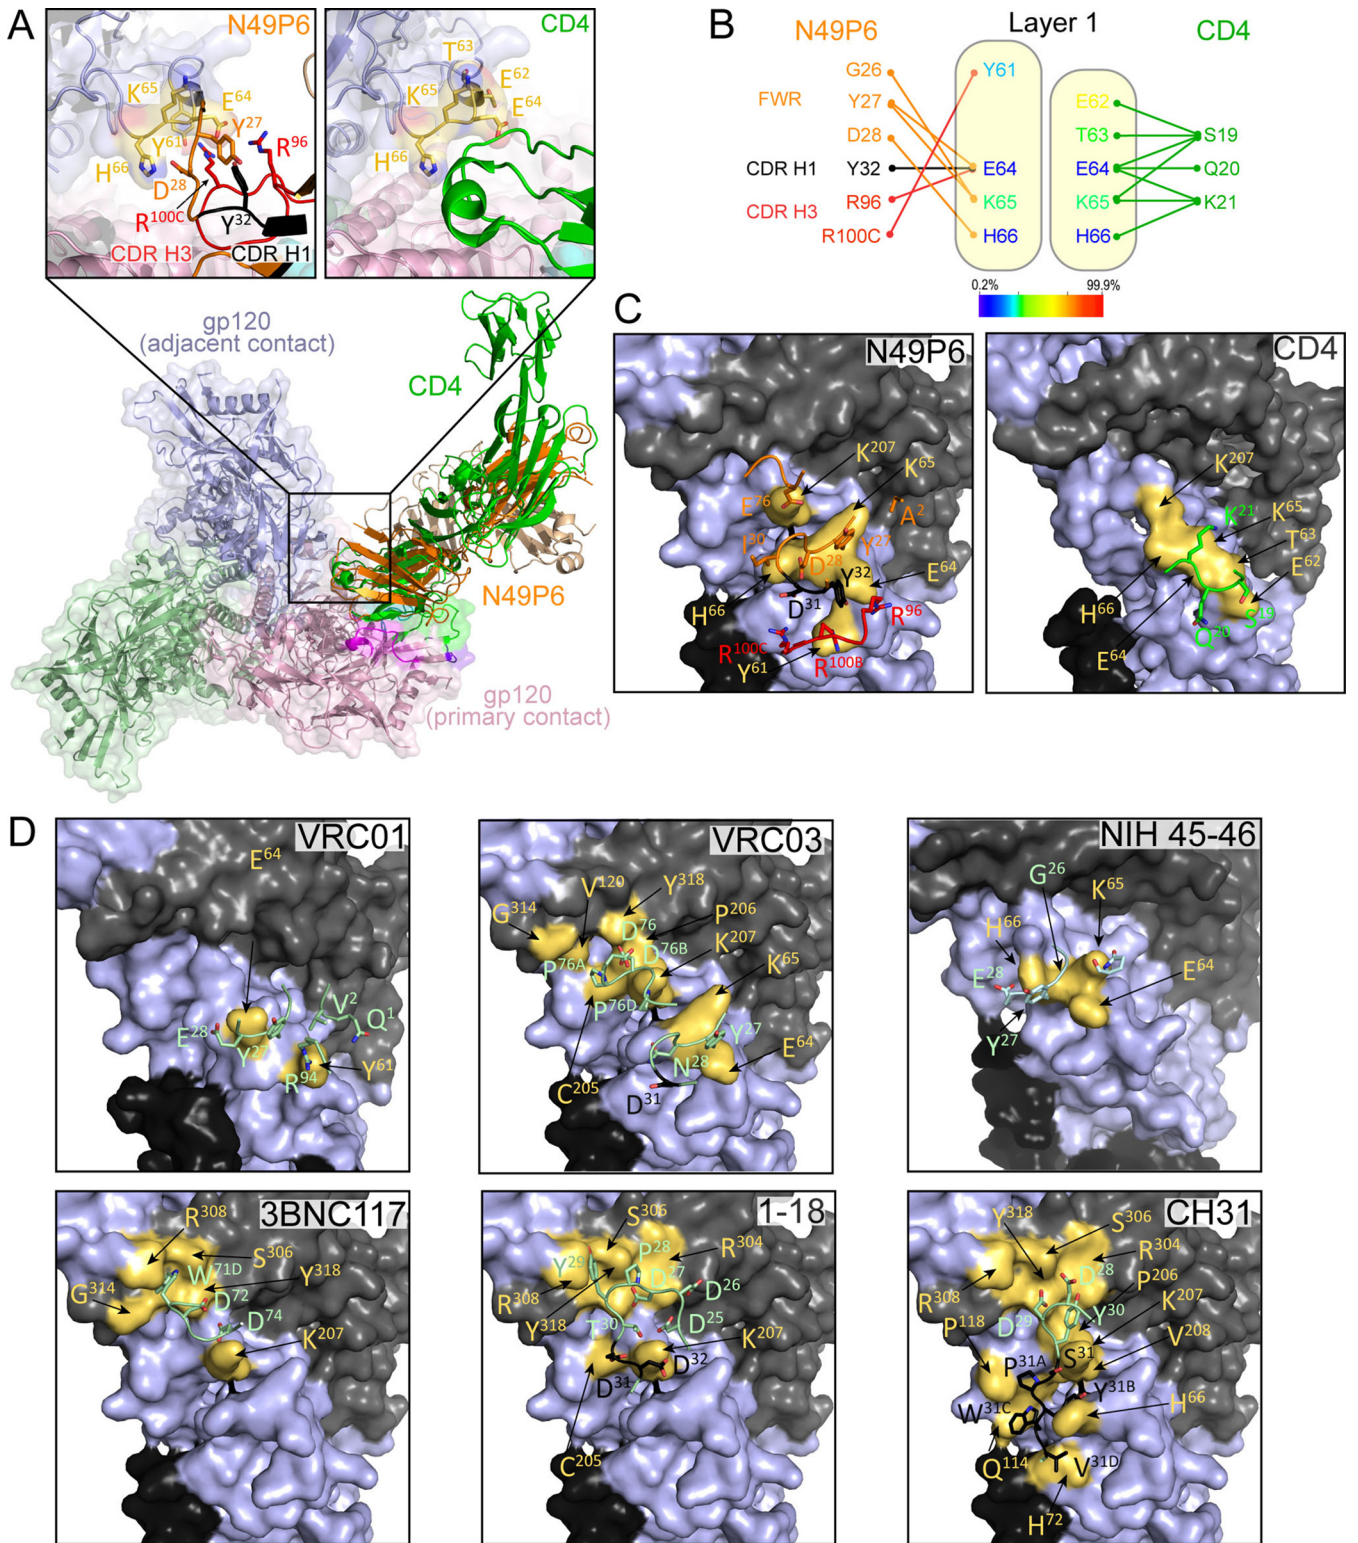 A
N49P6
K65
E64
Y27
Y61
R96
H66
D28
R100C
Y32
CDR H3
CDR H1
CD4
T63
K65
E62
E64
H66
gp120
(adjacent contact)
CD4
N49P6
gp120
(primary contact)
B
N49P6
Layer 1
CD4
G26
Y61
FWR
Y27
E62
D28
T63
S19
CDR H1
Y32
E64
E64
Q20
CDR H3
R96
K65
K65
K21
R100C
H66
H66
0.2%
99.9%
C
N49P6
K207
K65
E76
A2
I30
Y27
D28
Y32
E64
H66
D31
R96
R100C
R100B
Y61
CD4
K207
K21
K65
T63
E62
H66
S19
Q20
E64
D
VRC01
E64
V2
Q1
E28
Y27
Y61
R94
VRC03
V120
Y318
G314
D76
P206
D76B
K207
P76A
K65
P76D
Y27
N28
E64
C205
D31
NIH 45-46
G26
K65
H66
E28
E64
Y27
3BNC117
R308
S306
W71D
Y318
G314
D72
D74
K207
1-18
S306
P28
R304
Y29
D27
D26
R308
Y318
T30
D25
K207
D32
D31
C205
CH31
Y318
S306
R304
D28
P206
R308
K207
D29
Y30
P118
V208
S31
P31A
Y31B
H66
W31C
Q114
V31D
H72